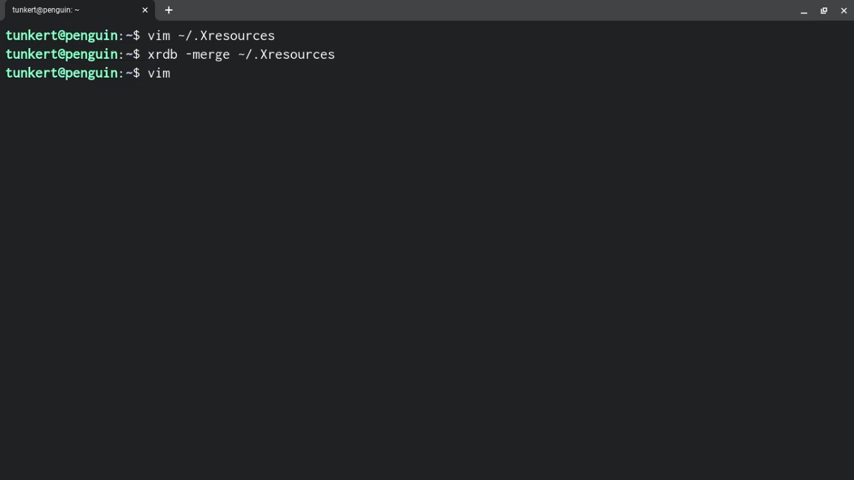 tunkert@penguin: ~
tunkert@penguin:~$ vim ~/.Xresources
tunkert@penguin:~$ xrdb -merge ~/.Xresources
tunkert@penguin:~$ vim